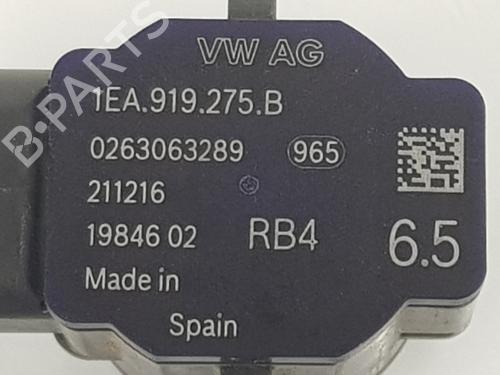 VW AG
1EA.919.275.B
0263063289 965
211216
19846 02 RB4 6.5
Made in
Spain
B-PARTS